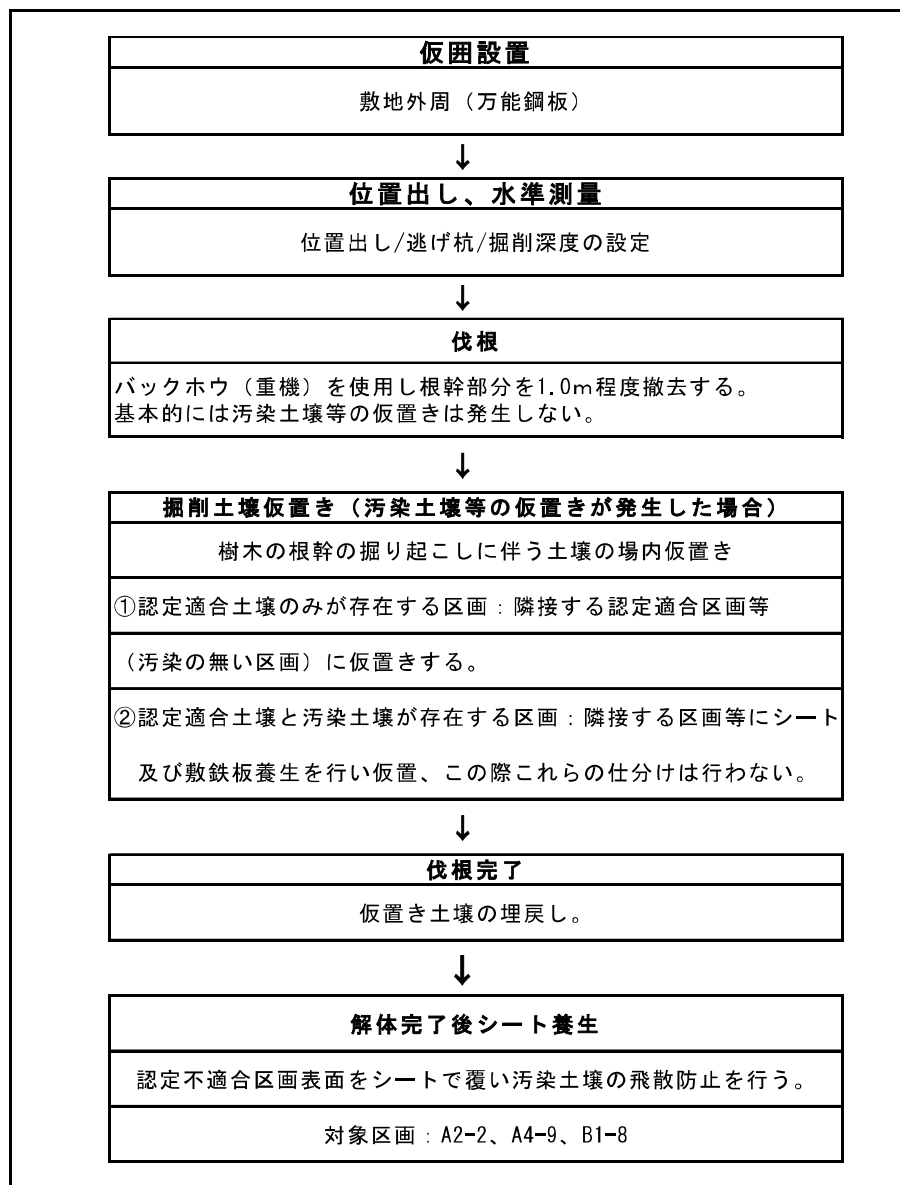 仮囲設置
敷地外周（万能鋼板）
↓
位置出し、水準測量
位置出し/逃げ杭/掘削深度の設定
↓
伐根
バックホウ（重機）を使用し根幹部分を1.0m程度撤去する。
基本的には汚染土壌等の仮置きは発生しない。
↓
掘削土壌仮置き（汚染土壌等の仮置きが発生した場合）
樹木の根幹の掘り起こしに伴う土壌の場内仮置き
①認定適合土壌のみが存在する区画：隣接する認定適合区画等
（汚染の無い区画）に仮置きする。
②認定適合土壌と汚染土壌が存在する区画：隣接する区画等にシート
及び敷鉄板養生を行い仮置、この際これらの仕分けは行わない。
↓
伐根完了
仮置き土壌の埋戻し。
↓
解体完了後シート養生
認定不適合区画表面をシートで覆い汚染土壌の飛散防止を行う。
対象区画：A2-2、A4-9、B1-8